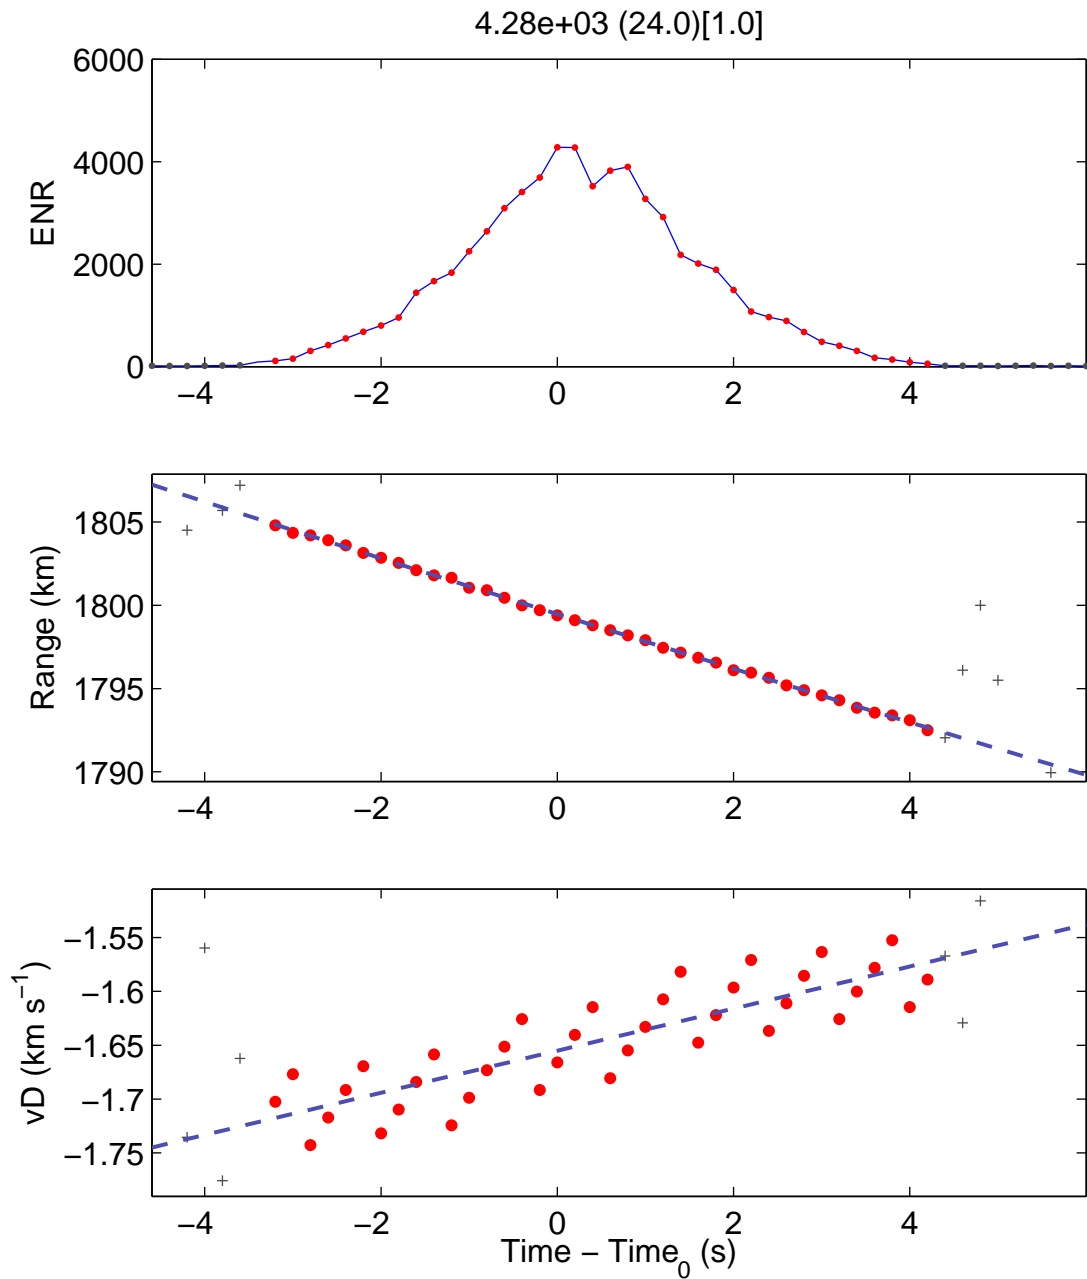 4.28e+03 (24.0)[1.0]
6000
4000
2000
0
ENR
−4 −2 0 2 4
1805
1800
1795
1790
Range (km)
−4 −2 0 2 4
−1.55
−1.6
−1.65
−1.7
−1.75
vD (km s⁻¹)
−4 −2 0 2 4
Time − Time₀ (s)